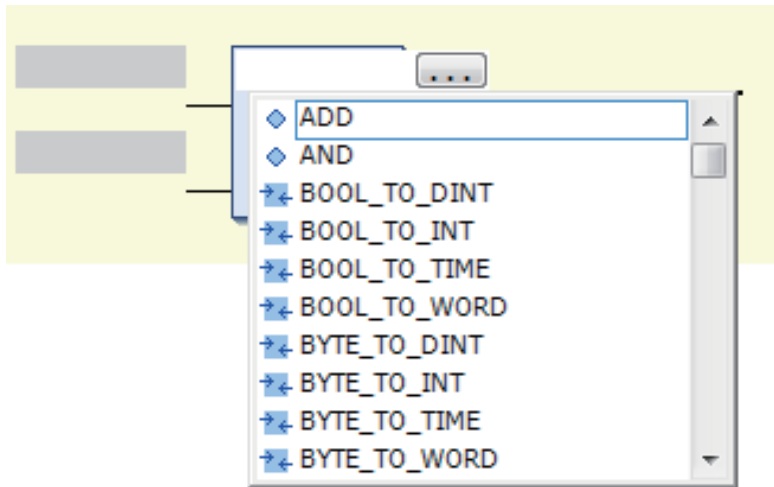 ...
ADD
AND
BOOL_TO_DINT
BOOL_TO_INT
BOOL_TO_TIME
BOOL_TO_WORD
BYTE_TO_DINT
BYTE_TO_INT
BYTE_TO_TIME
BYTE_TO_WORD